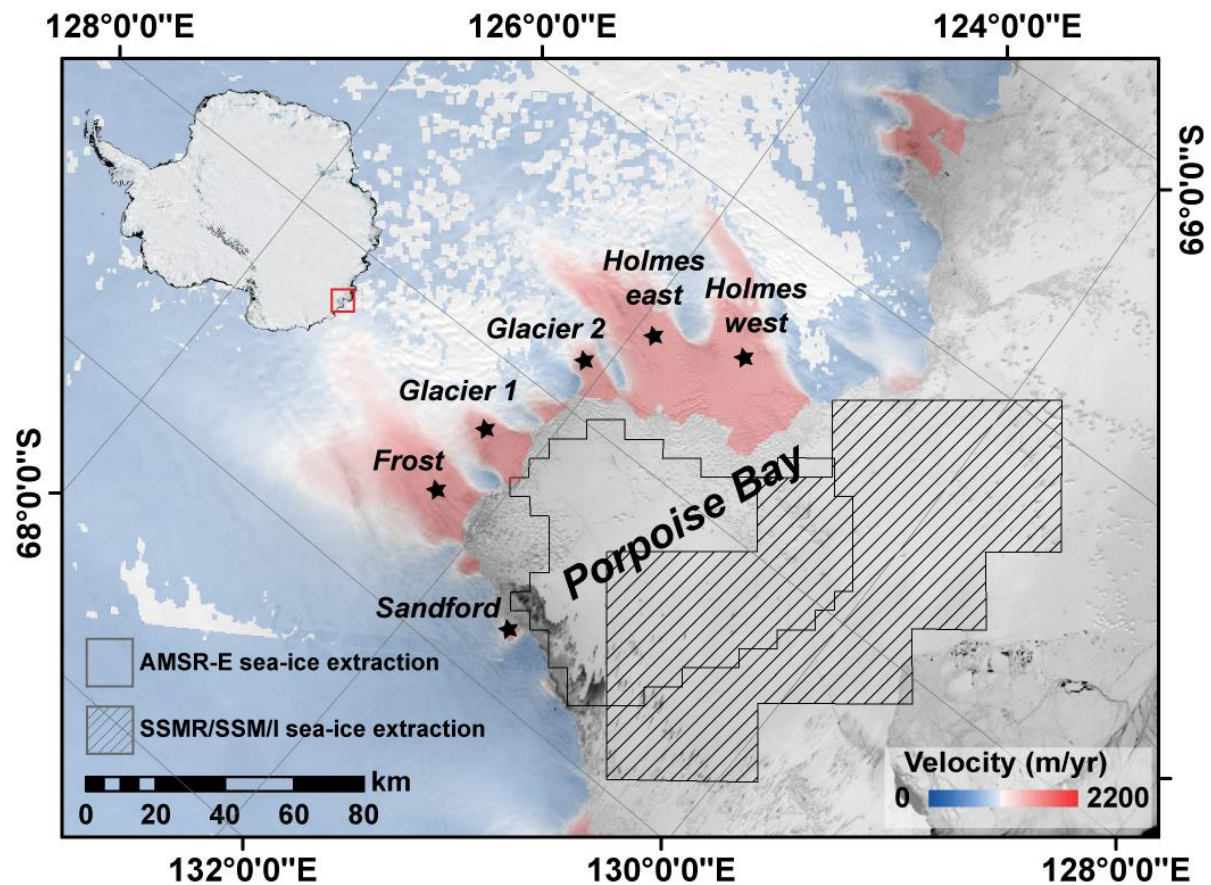 128°0'0"E
126°0'0"E
124°0'0"E
66°0'0"S
68°0'0"S
Holmes
east
Holmes
west
Glacier 2
Glacier 1
Frost
Porpoise Bay
Sandford
AMSR-E sea-ice extraction
SSMR/SSM/I sea-ice extraction
km
0 20 40 60 80
Velocity (m/yr)
0 2200
132°0'0"E
130°0'0"E
128°0'0"E